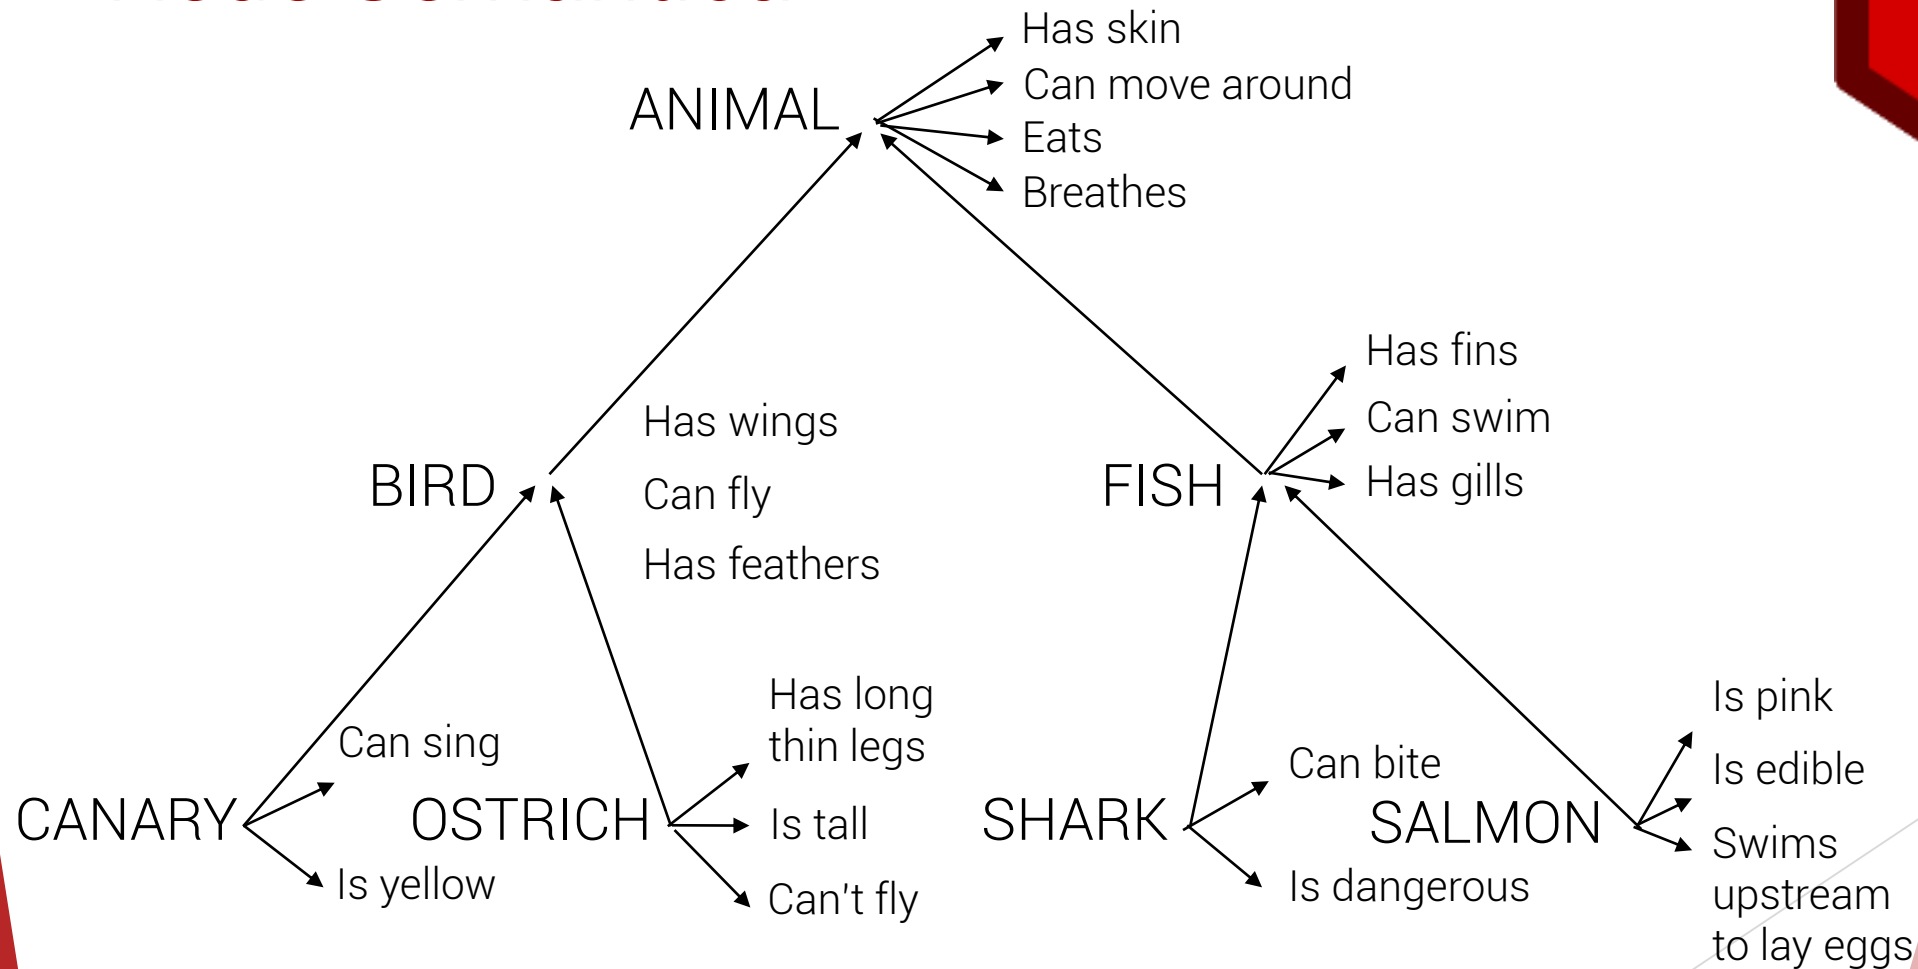 Has skin
ANIMAL
Can move around
Eats
Breathes
Has fins
Has wings
Can swim
BIRD
Can fly
FISH
Has gills
Has feathers
Has long
thin legs
Is pink
Can sing
Can bite
Is edible
CANARY
OSTRICH
Is tall
SHARK
SALMON
Swims
upstream
to lay eggs
Is yellow
Can't fly
Is dangerous